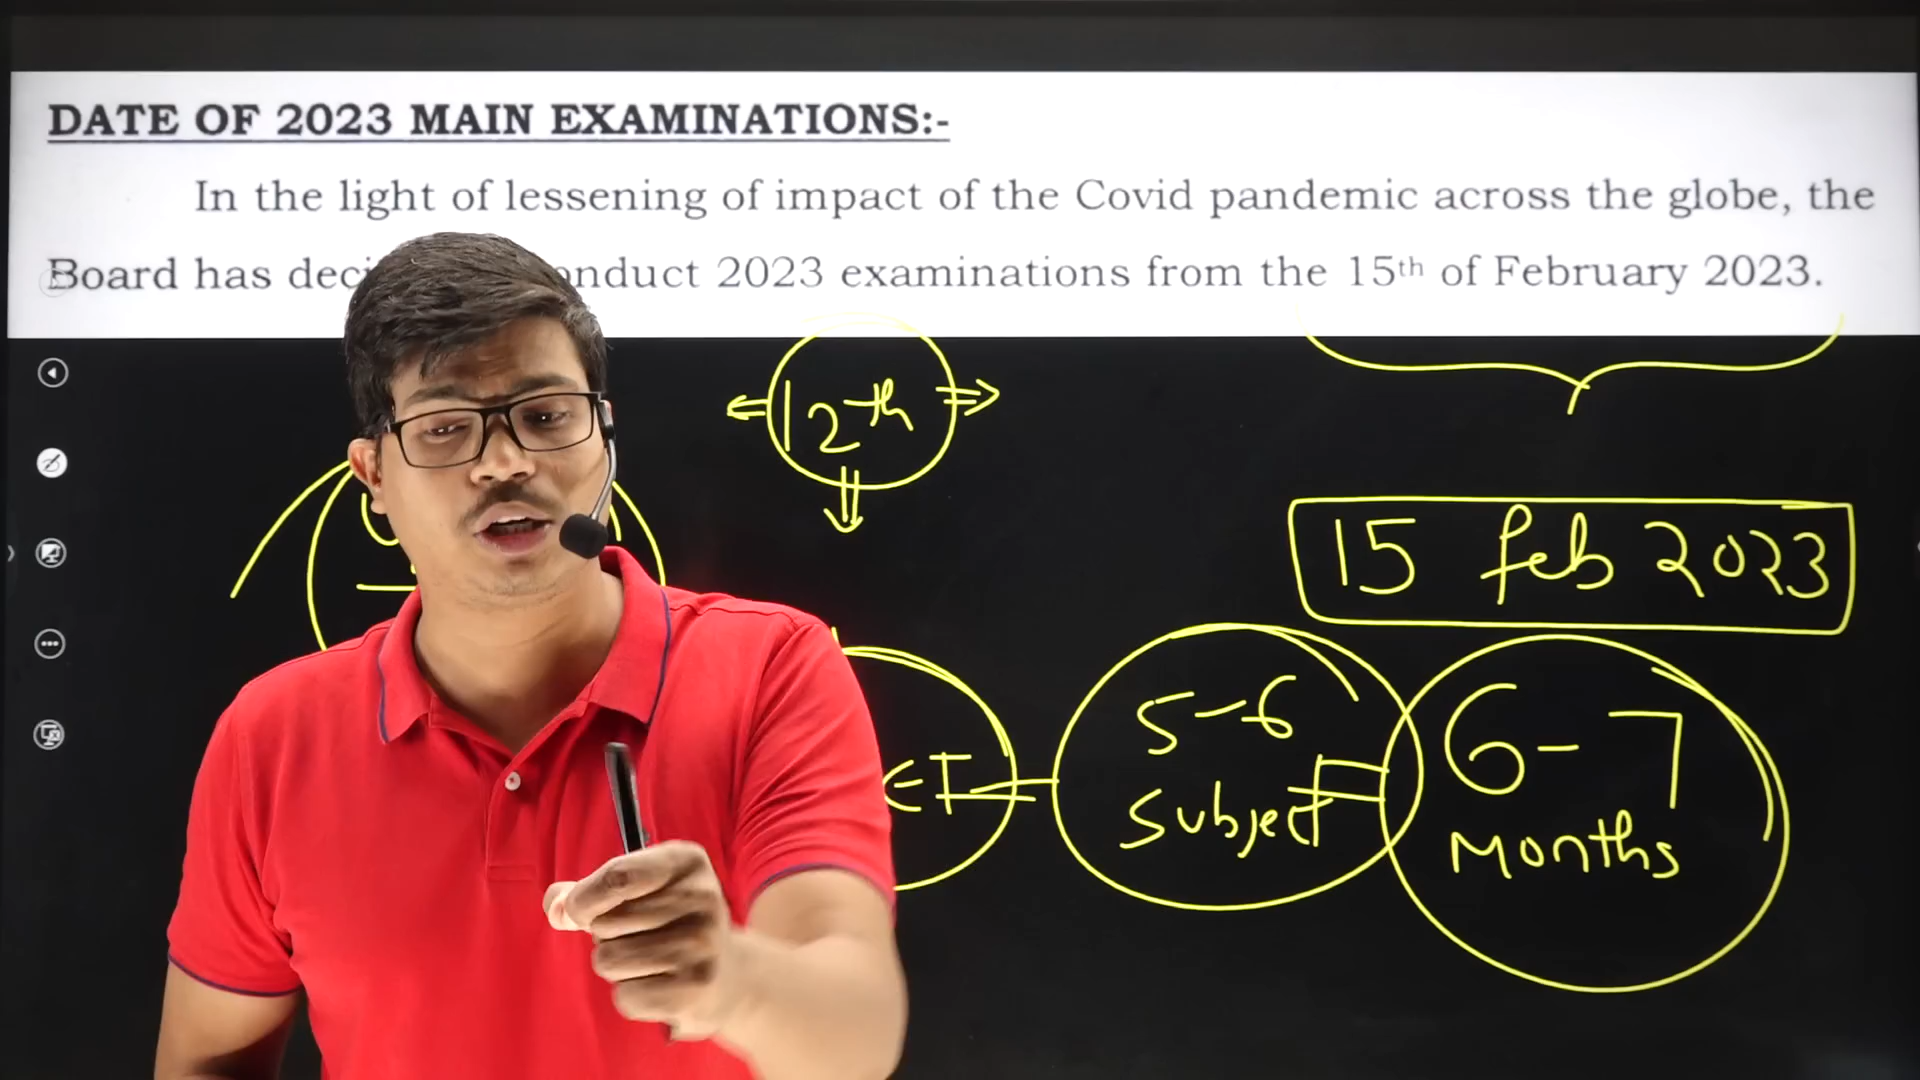 DATE OF 2023 MAIN EXAMINATIONS:-
In the light of lessening of impact of the Covid pandemic across the globe, the
Board has conduct 2023 examinations from the 15th of February 2023.
12th
15 feb 2023
5-6
Subject
6-7
Months